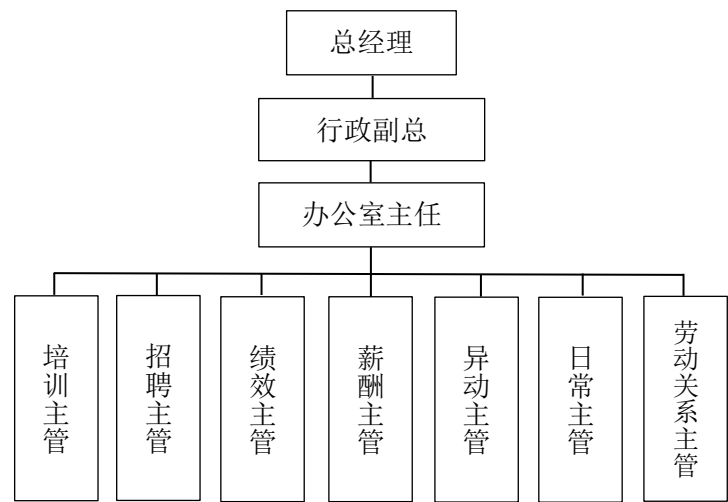 总经理
行政副总
办公室主任
培训主管
招聘主管
绩效主管
薪酬主管
异动主管
日常主管
劳动关系主管